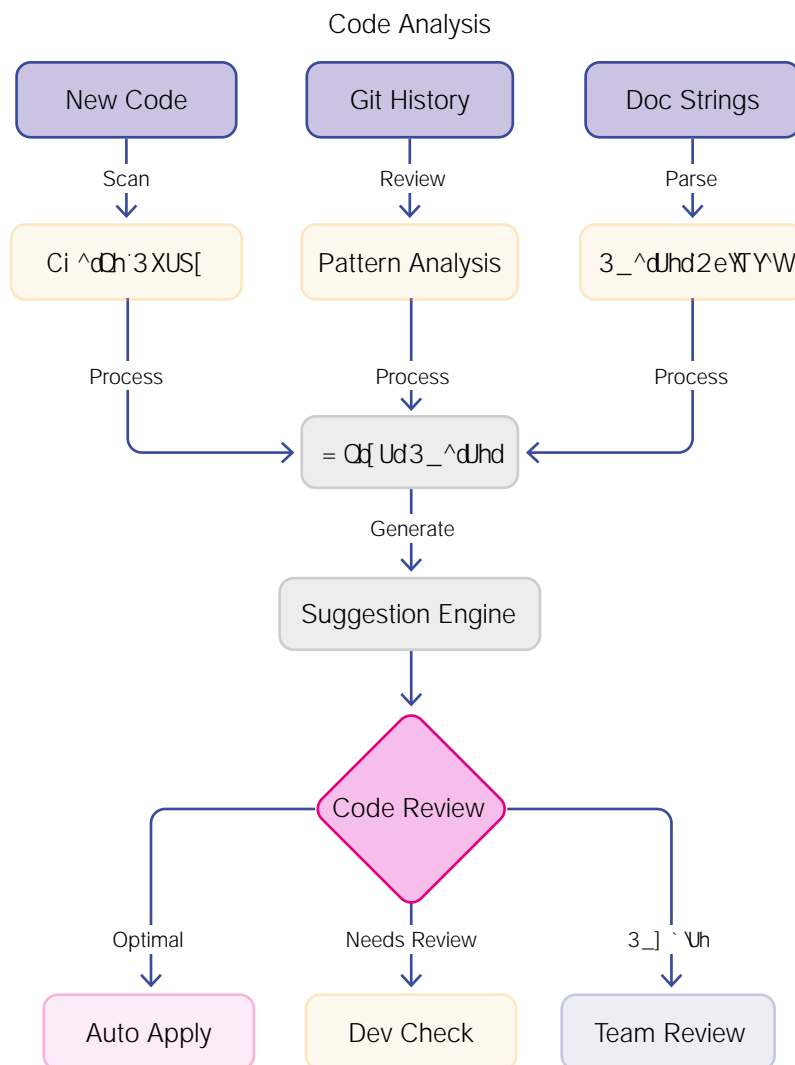 Code Analysis
New Code
Git History
Doc Strings
Scan
Review
Parse
Pattern Analysis
Process
Process
Process
Generate
Suggestion Engine
Code Review
Optimal
Needs Review
Auto Apply
Dev Check
Team Review